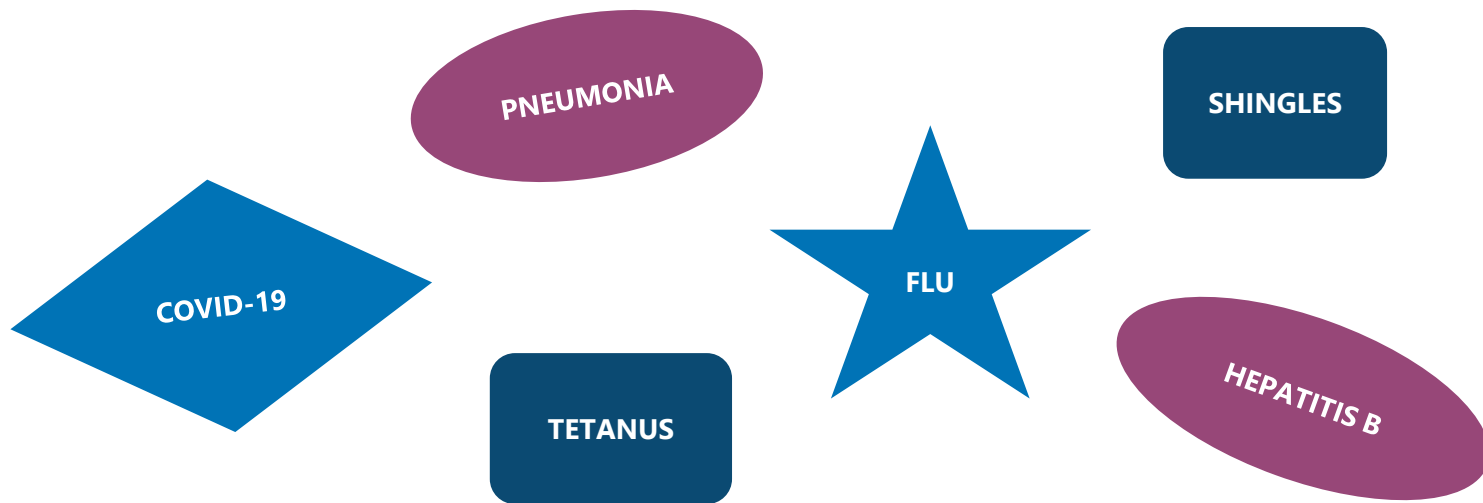 PNEUMONIA
SHINGLES
COVID-19
FLU
TETANUS
HEPATITIS B